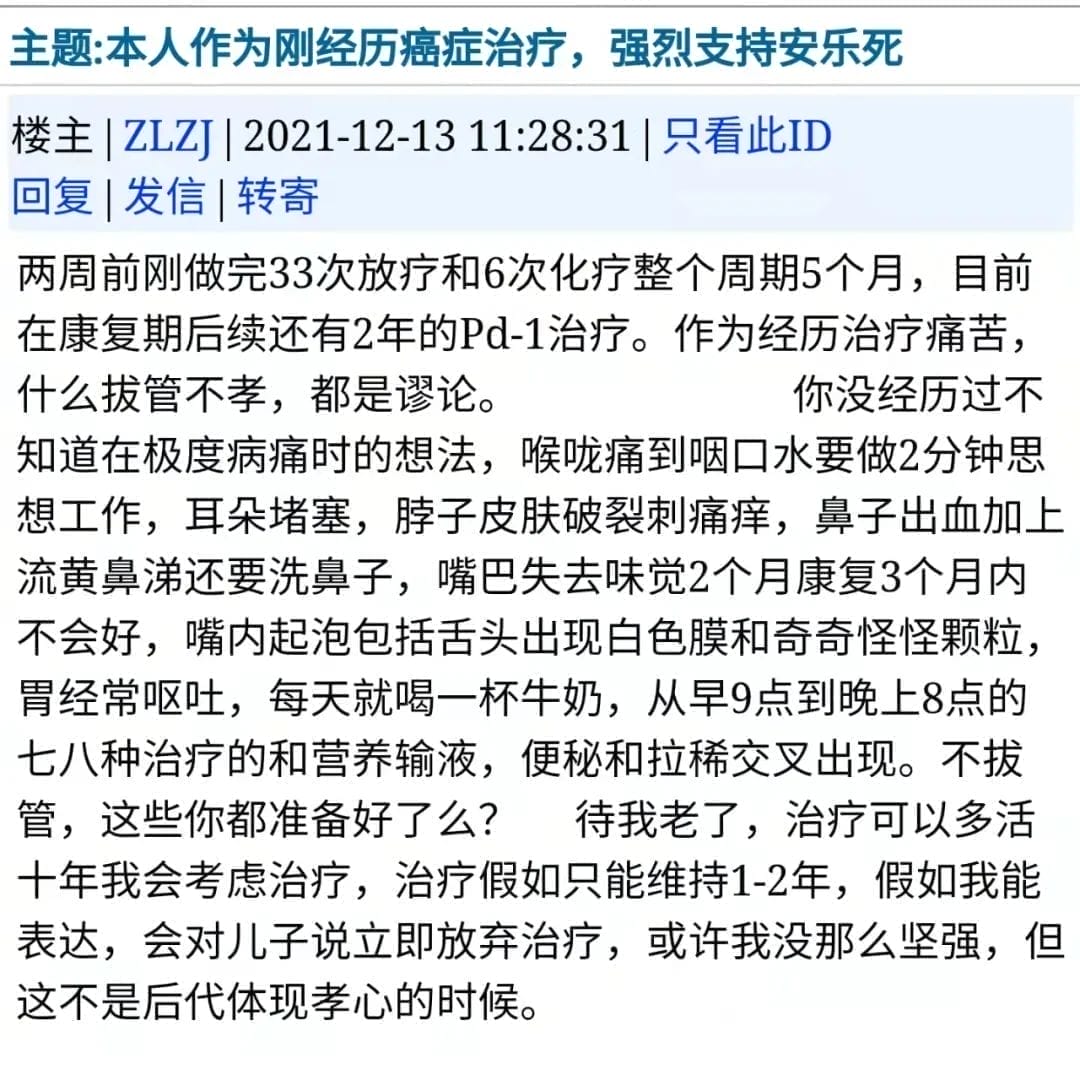 主题:本人作为刚经历癌症治疗，强烈支持安乐死
楼主 | ZLZJ | 2021-12-13 11:28:31 | 只看此ID
回复 | 发信 | 转寄
两周前刚做完33次放疗和6次化疗整个周期5个月，目前
在康复期后续还有2年的Pd-1治疗。作为经历治疗痛苦，
什么拔管不孝，都是谬论。 你没经历过不
知道在极度病痛时的想法，喉咙痛到咽口水要做2分钟思
想工作，耳朵堵塞，脖子皮肤破裂刺痛痒，鼻子出血加上
流黄鼻涕还要洗鼻子，嘴巴失去味觉2个月康复3个月内
不会好，嘴内起泡包括舌头出现白色膜和奇奇怪怪颗粒，
胃经常呕吐，每天就喝一杯牛奶，从早9点到晚上8点的
七八种治疗的和营养输液，便秘和拉稀交叉出现。不拔
管，这些你都准备好了么？ 待我老了，治疗可以多活
十年我会考虑治疗，治疗假如只能维持1-2年，假如我能
表达，会对儿子说立即放弃治疗，或许我没那么坚强，但
这不是后代体现孝心的时候。